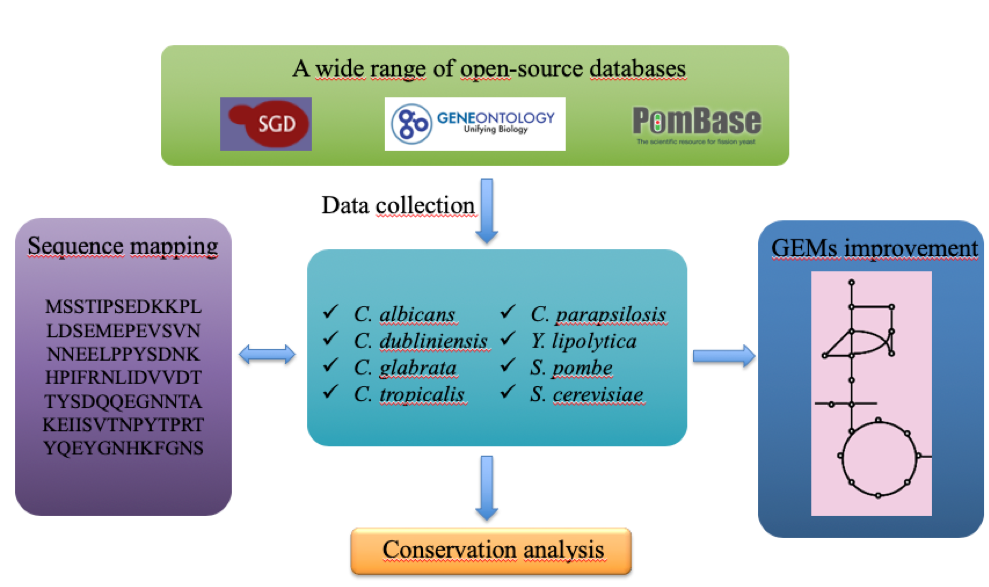 A wide range of open-source databases
SGD
GENEONTOLOGY
Unifying Biology
PomBase
The scientific resource for fission yeast
Data collection
Sequence mapping
MSSTIPSEDKKPL
LDSEMEPEVSVN
NNEELPPYSDNK
HPIFRNLIDVVDT
TYSDQQEGNNTA
KEIISVTNPYTPRT
YQEYGNHKFGNS
✓ C. albicans
✓ C. dubliniensis
✓ C. glabrata
✓ C. tropicalis
✓ C. parapsilosis
✓ Y. lipolytica
✓ S. pombe
✓ S. cerevisiae
GEMs improvement
Conservation analysis